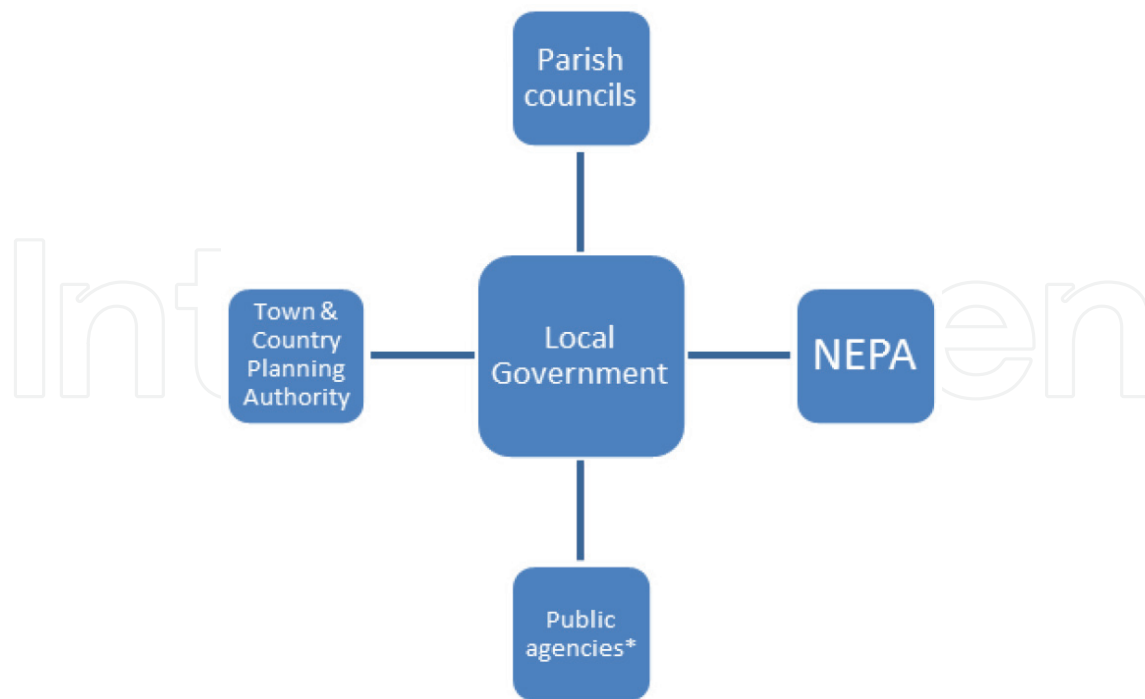 Parish
councils
Town &
Country
Planning
Authority
Local
Government
NEPA
Public
agencies*